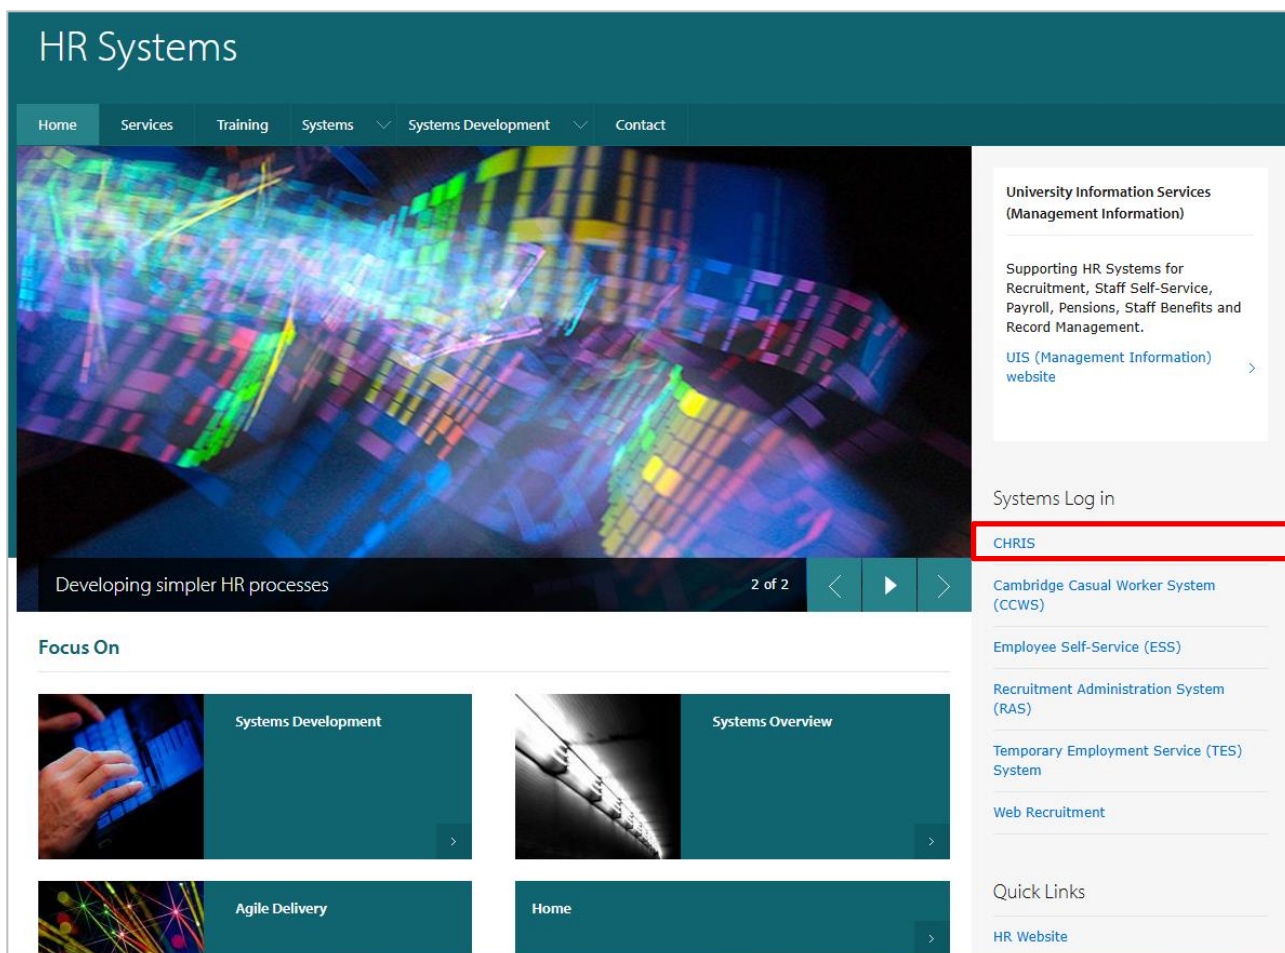 HR Systems
Home Services Training Systems Systems Development Contact
University Information Services
(Management Information)
Supporting HR Systems for
Recruitment, Staff Self-Service,
Payroll, Pensions, Staff Benefits and
Record Management.
UIS (Management Information)
website
Developing simpler HR processes 2 of 2
Systems Log in
CHRIS
Cambridge Casual Worker System
(CCWS)
Employee Self-Service (ESS)
Recruitment Administration System
(RAS)
Temporary Employment Service (TES)
System
Web Recruitment
Focus On
Systems Development
Systems Overview
Agile Delivery
Home
Quick Links
HR Website